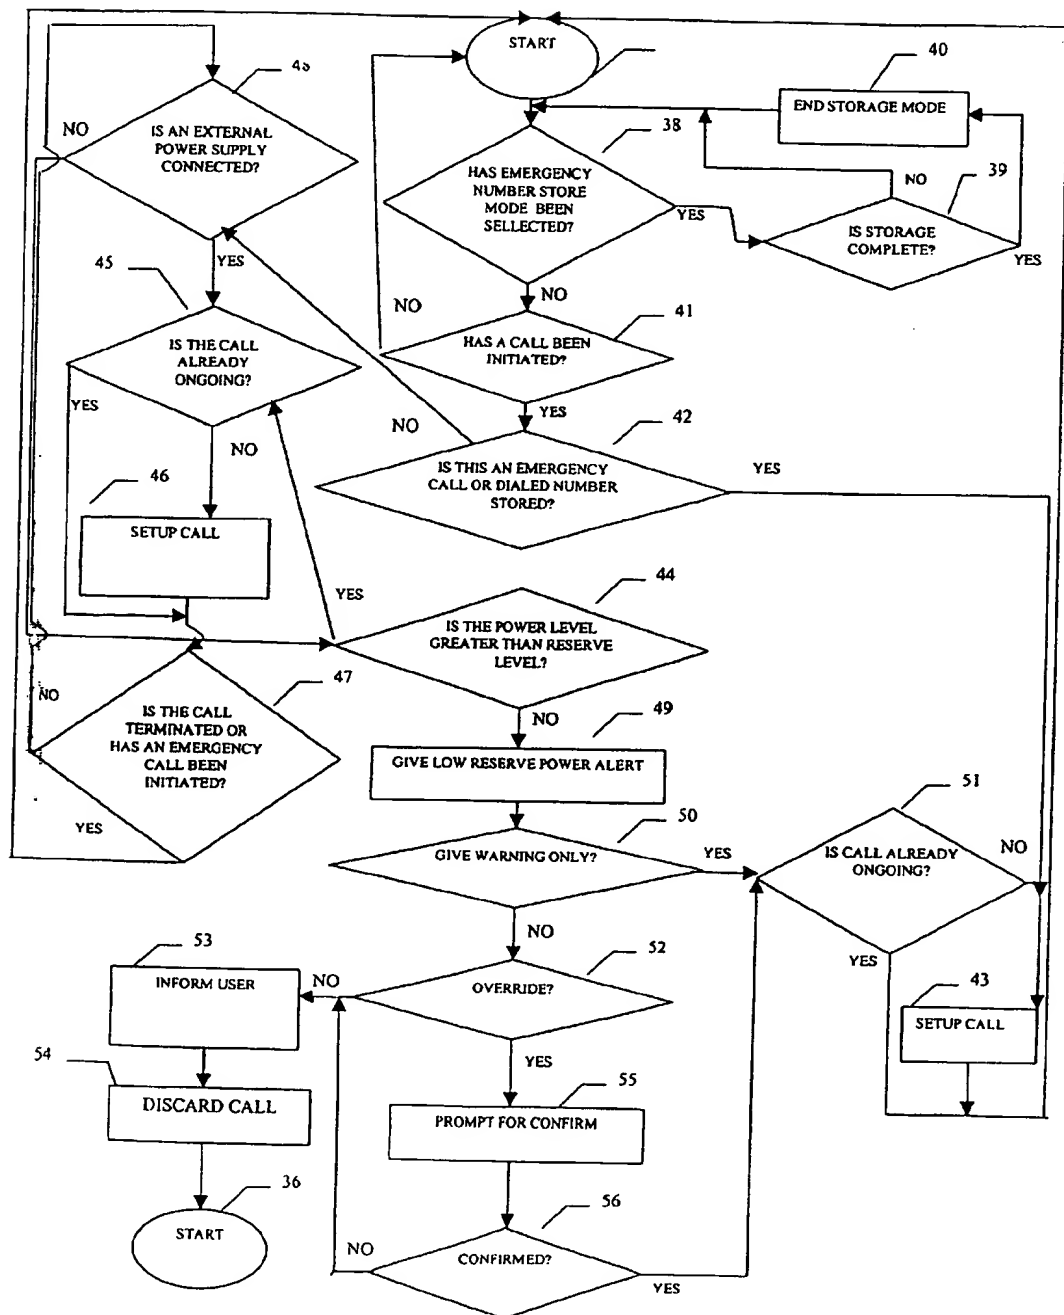 START
40
END STORAGE MODE
NO
IS AN EXTERNAL
POWER SUPPLY
CONNECTED?
38
HAS EMERGENCY
NUMBER STORE
MODE BEEN
SELLECTED?
YES
NO
39
IS STORAGE
COMPLETE?
YES
YES
45
NO
NO
41
HAS A CALL BEEN
INITIATED?
IS THE CALL
ALREADY
ONGOING?
YES
NO
YES
NO
42
IS THIS AN EMERGENCY
CALL OR DIALED NUMBER
STORED?
YES
46
SETUP CALL
YES
44
IS THE POWER LEVEL
GREATER THAN RESERVE
LEVEL?
NO
47
IS THE CALL
TERMINATED OR
HAS AN EMERGENCY
CALL BEEN
INITIATED?
YES
NO
49
GIVE LOW RESERVE POWER ALERT
50
GIVE WARNING ONLY?
YES
51
IS CALL ALREADY
ONGOING?
NO
YES
NO
53
INFORM USER
NO
52
OVERRIDE?
43
SETUP CALL
YES
54
DISCARD CALL
55
PROMPT FOR CONFIRM
36
START
56
NO
CONFIRMED?
YES